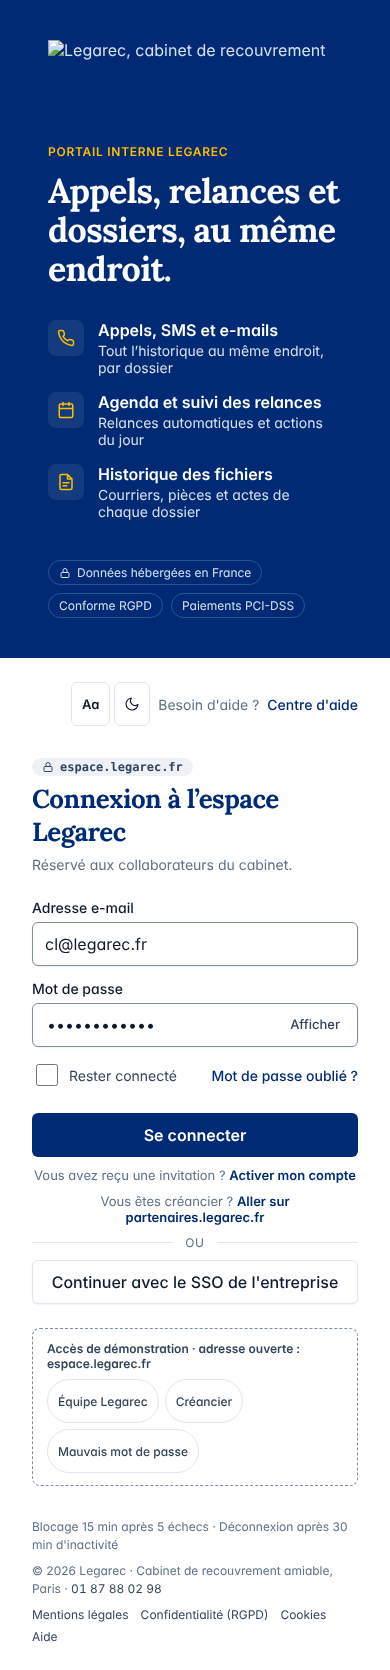 Legarec, cabinet de recouvrement
PORTAIL INTERNE LEGAREC
Appels, relances et
dossiers, au même
endroit.
Appels, SMS et e-mails
Tout l’historique au même endroit,
par dossier
Agenda et suivi des relances
Relances automatiques et actions
du jour
Historique des fichiers
Courriers, pièces et actes de
chaque dossier
Données hébergées en France
Conforme RGPD Paiements PCI-DSS
Aa Besoin d'aide ? Centre d'aide
espace.legarec.fr
Connexion à l’espace
Legarec
Réservé aux collaborateurs du cabinet.
Adresse e-mail
cl@legarec.fr
Mot de passe
•••••••••••• Afficher
Rester connecté Mot de passe oublié ?
Se connecter
Vous avez reçu une invitation ? Activer mon compte
Vous êtes créancier ? Aller sur
partenaires.legarec.fr
OU
Continuer avec le SSO de l'entreprise
Accès de démonstration · adresse ouverte :
espace.legarec.fr
Équipe Legarec Créancier
Mauvais mot de passe
Blocage 15 min après 5 échecs · Déconnexion après 30
min d'inactivité
© 2026 Legarec · Cabinet de recouvrement amiable,
Paris · 01 87 88 02 98
Mentions légales Confidentialité (RGPD) Cookies
Aide